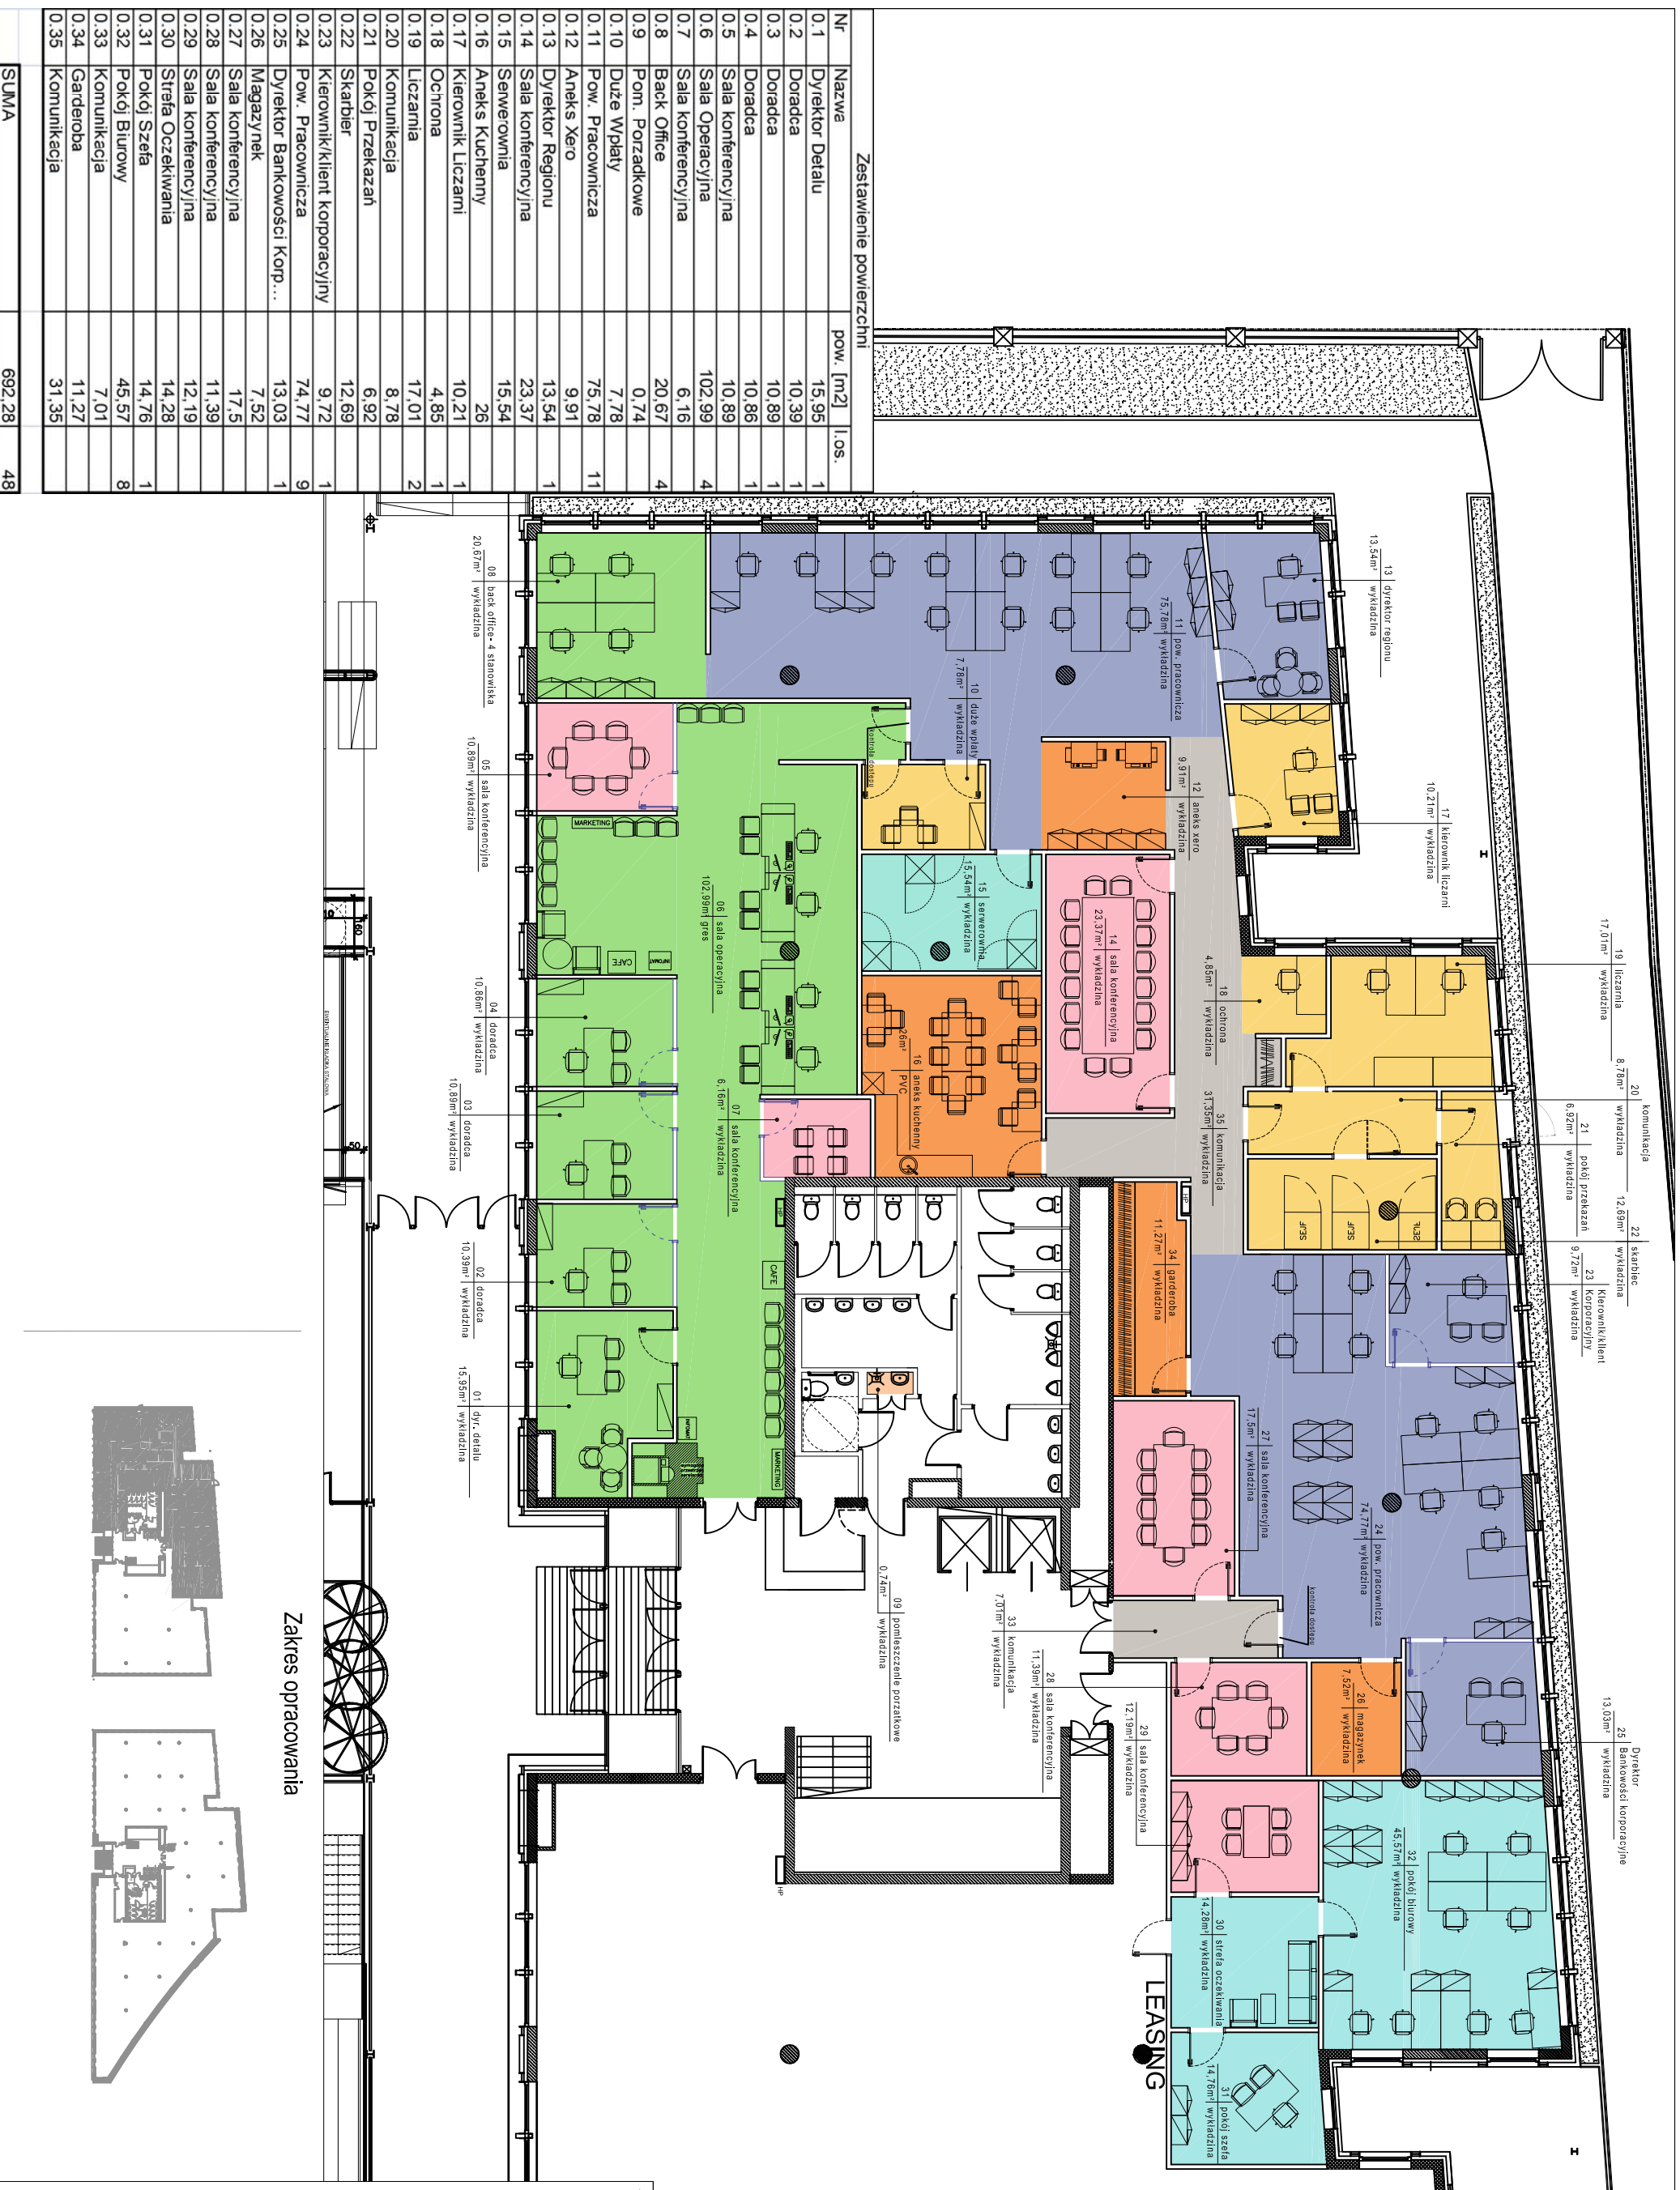 Zestawienie powierzchni
Nr Nazwa pow. [m2] l.os.
0.1 Dyrektor Detalu 15,95 1
0.2 Doradca 10,39 1
0.3 Doradca 10,89 1
0.4 Doradca 10,86 1
0.5 Sala konferencyjna 10,89
0.6 Sala Operacyjna 102,99 4
0.7 Sala konferencyjna 6,16
0.8 Back Office 20,67 4
0.9 Pom. Porzadkowe 0,74
0.10 Duże Wpłaty 7,78
0.11 Pow. Pracownicza 75,78 11
0.12 Aneks Xero 9,91
0.13 Dyrektor Regionu 13,54 1
0.14 Sala konferencyjna 23,37
0.15 Serwerownia 15,54
0.16 Aneks Kuchenny 26
0.17 Kierownik Liczarni 10,21 1
0.18 Ochrona 4,85 1
0.19 Liczarnia 17,01 2
0.20 Komunikacja 8,78
0.21 Pokój Przekazań 6,92
0.22 Skarbier 12,69
0.23 Kierownik/klient korporacyjny 9,72 1
0.24 Pow. Pracownicza 74,77 9
0.25 Dyrektor Bankowości Korp... 13,03 1
0.26 Magazynek 7,52
0.27 Sala konferencyjna 17,5
0.28 Sala konferencyjna 11,39
0.29 Sala konferencyjna 12,19
0.30 Strefa Oczekiwania 14,28
0.31 Pokój Szefa 14,76 1
0.32 Pokój Biurowy 45,57 8
0.33 Komunikacja 7,01
0.34 Garderoba 11,27
0.35 Komunikacja 31,35
SUMA 692,28 48
13 dyrektor regionu
13,54m² wykładzina
17 kierownik liczarni
10,21m² wykładzina
19 liczarnia
17,01m² wykładzina
20 komunikacja
8,78m² wykładzina
21 pokój przekazań
6,92m² wykładzina
22 skarbiec
12,69m² wykładzina
23 Kierownik/klient
Korporacyjny
9,72m² wykładzina
25 Dyrektor
Bankowości korporacyjne
13,03m² wykładzina
11 pow. pracownicza
75,78m² wykładzina
12 aneks xero
9,91m² wykładzina
18 ochrona
4,85m² wykładzina
35 komunikacja
31,35m² wykładzina
SEJF
SEJF
SEJF
14 sala konferencyjna
23,37m² wykładzina
HP
34 garderoba
11,27m² wykładzina
27 sala konferencyjna
17,5m² wykładzina
24 pow. pracownicza
74,77m² wykładzina
kontrola dostępu
26 magazynek
7,52m² wykładzina
32 pokój biurowy
45,57m² wykładzina
10 duże wpłaty
7,78m² wykładzina
kontrola dostępu
15 serwerownia
15,54m² wykładzina
16 aneks kuchenny
26m² PVC
33 komunikacja
7,01m² wykładzina
28 sala konferencyjna
11,39m² wykładzina
29 sala konferencyjna
12,19m² wykładzina
30 strefa oczekiwania
14,28m² wykładzina
31 pokój szefa
14,76m² wykładzina
LEASING
09 pomieszczenie porzatkowe
0,74m² wykładzina
06 sala operacyjna
102,99m² gres
07 sala konferencyjna
6,16m² wykładzina
HP
CAFE
MARKETING
INFOMAT
MARKETING
CAFE
INFOMAT
HP
08 back office- 4 stanowiska
20,67m² wykładzina
05 sala konferencyjna
10,89m² wykładzina
04 doradca
10,86m² wykładzina
03 doradca
10,89m² wykładzina
02 doradca
10,39m² wykładzina
01 dyr. detalu
15,95m² wykładzina
10
160
50
Zakres opracowania